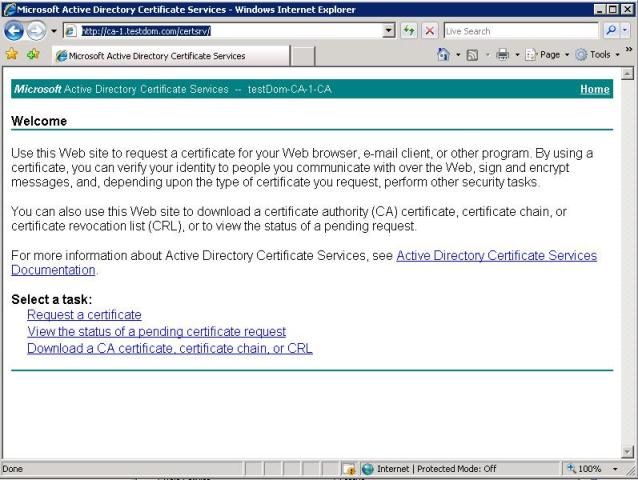 Microsoft Active Directory Certificate Services - Windows Internet Explorer
http://ca-1.testdom.com/certsrv/
Live Search
Microsoft Active Directory Certificate Services
Page
Tools
Microsoft Active Directory Certificate Services -- testDom-CA-1-CA
Home
Welcome
Use this Web site to request a certificate for your Web browser, e-mail client, or other program. By using a
certificate, you can verify your identity to people you communicate with over the Web, sign and encrypt
messages, and, depending upon the type of certificate you request, perform other security tasks.
You can also use this Web site to download a certificate authority (CA) certificate, certificate chain, or
certificate revocation list (CRL), or to view the status of a pending request.
For more information about Active Directory Certificate Services, see Active Directory Certificate Services
Documentation.
Select a task:
Request a certificate
View the status of a pending certificate request
Download a CA certificate, certificate chain, or CRL
Done
Internet | Protected Mode: Off
100%